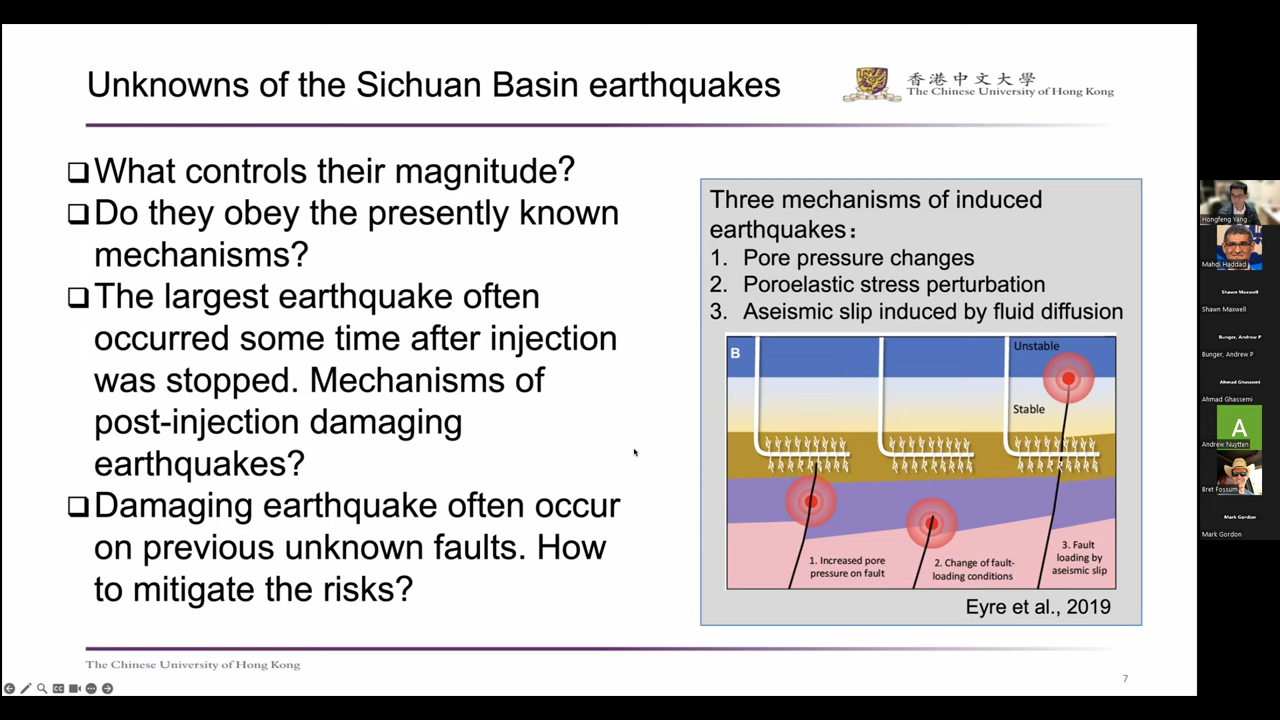 Unknowns of the Sichuan Basin earthquakes
香港中文大學
The Chinese University of Hong Kong
What controls their magnitude?
Do they obey the presently known
mechanisms?
The largest earthquake often
occurred some time after injection
was stopped. Mechanisms of
post-injection damaging
earthquakes?
Damaging earthquake often occur
on previous unknown faults. How
to mitigate the risks?
Three mechanisms of induced
earthquakes：
1. Pore pressure changes
2. Poroelastic stress perturbation
3. Aseismic slip induced by fluid diffusion
B
Unstable
Stable
1. Increased pore
pressure on fault
2. Change of fault-
loading conditions
3. Fault
loading by
aseismic slip
Eyre et al., 2019
The Chinese University of Hong Kong
7
Hongfeng Yang
Mahdi Haddad
Shawn Maxwell
Shawn Maxwell
Bunger, Andrew P
Bunger, Andrew P
Ahmad Ghassemi
Ahmad Ghassemi
A
Andrew Nuytten
Bret Fossum
Mark Gordon
Mark Gordon